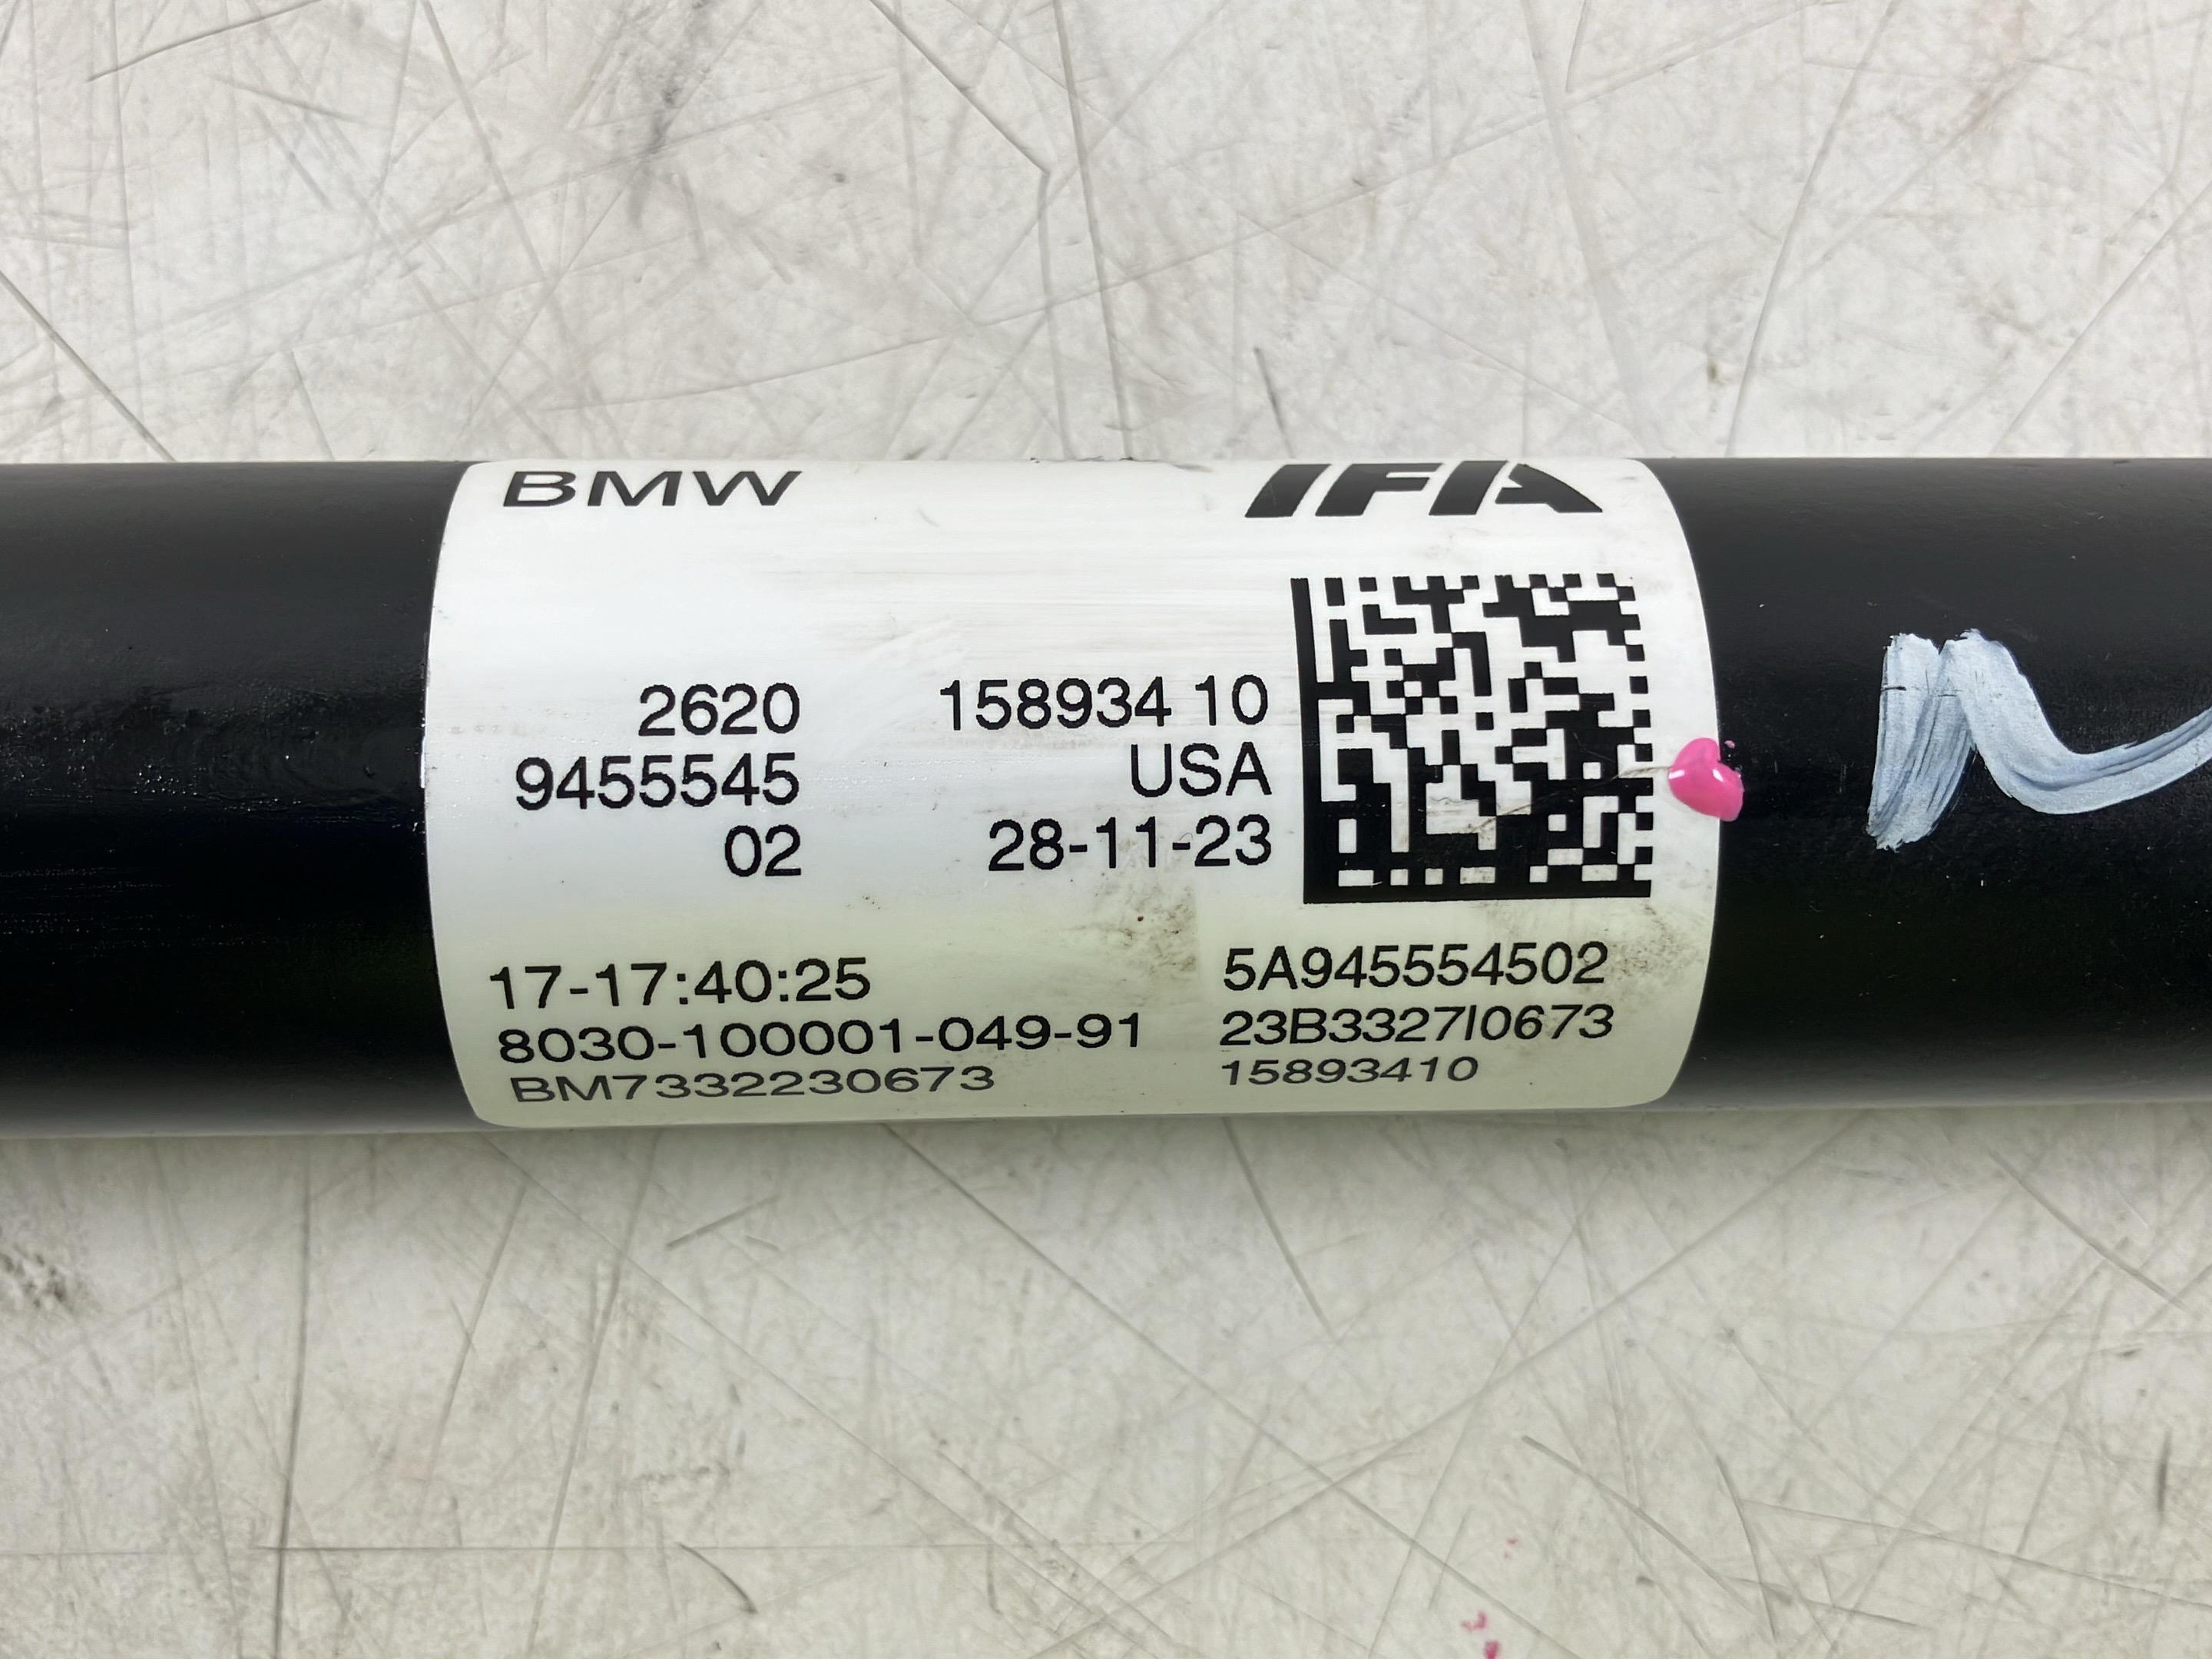 BMW IFA
2620 158934 10
9455545 USA
02 28-11-23
17-17:40:25 5A945554502
8030-100001-049-91 23B3327I0673
BM7332230673 15893410